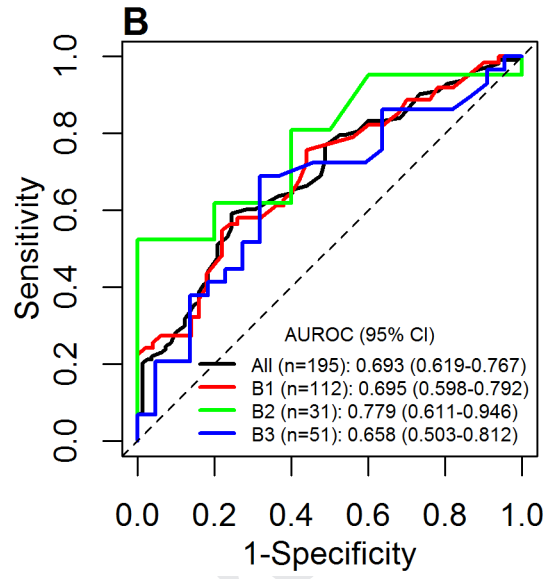 B
Sensitivity
1.0
0.8
0.6
0.4
0.2
0.0
AUROC (95% CI)
All (n=195): 0.693 (0.619-0.767)
B1 (n=112): 0.695 (0.598-0.792)
B2 (n=31): 0.779 (0.611-0.946)
B3 (n=51): 0.658 (0.503-0.812)
0.0 0.2 0.4 0.6 0.8 1.0
1-Specificity